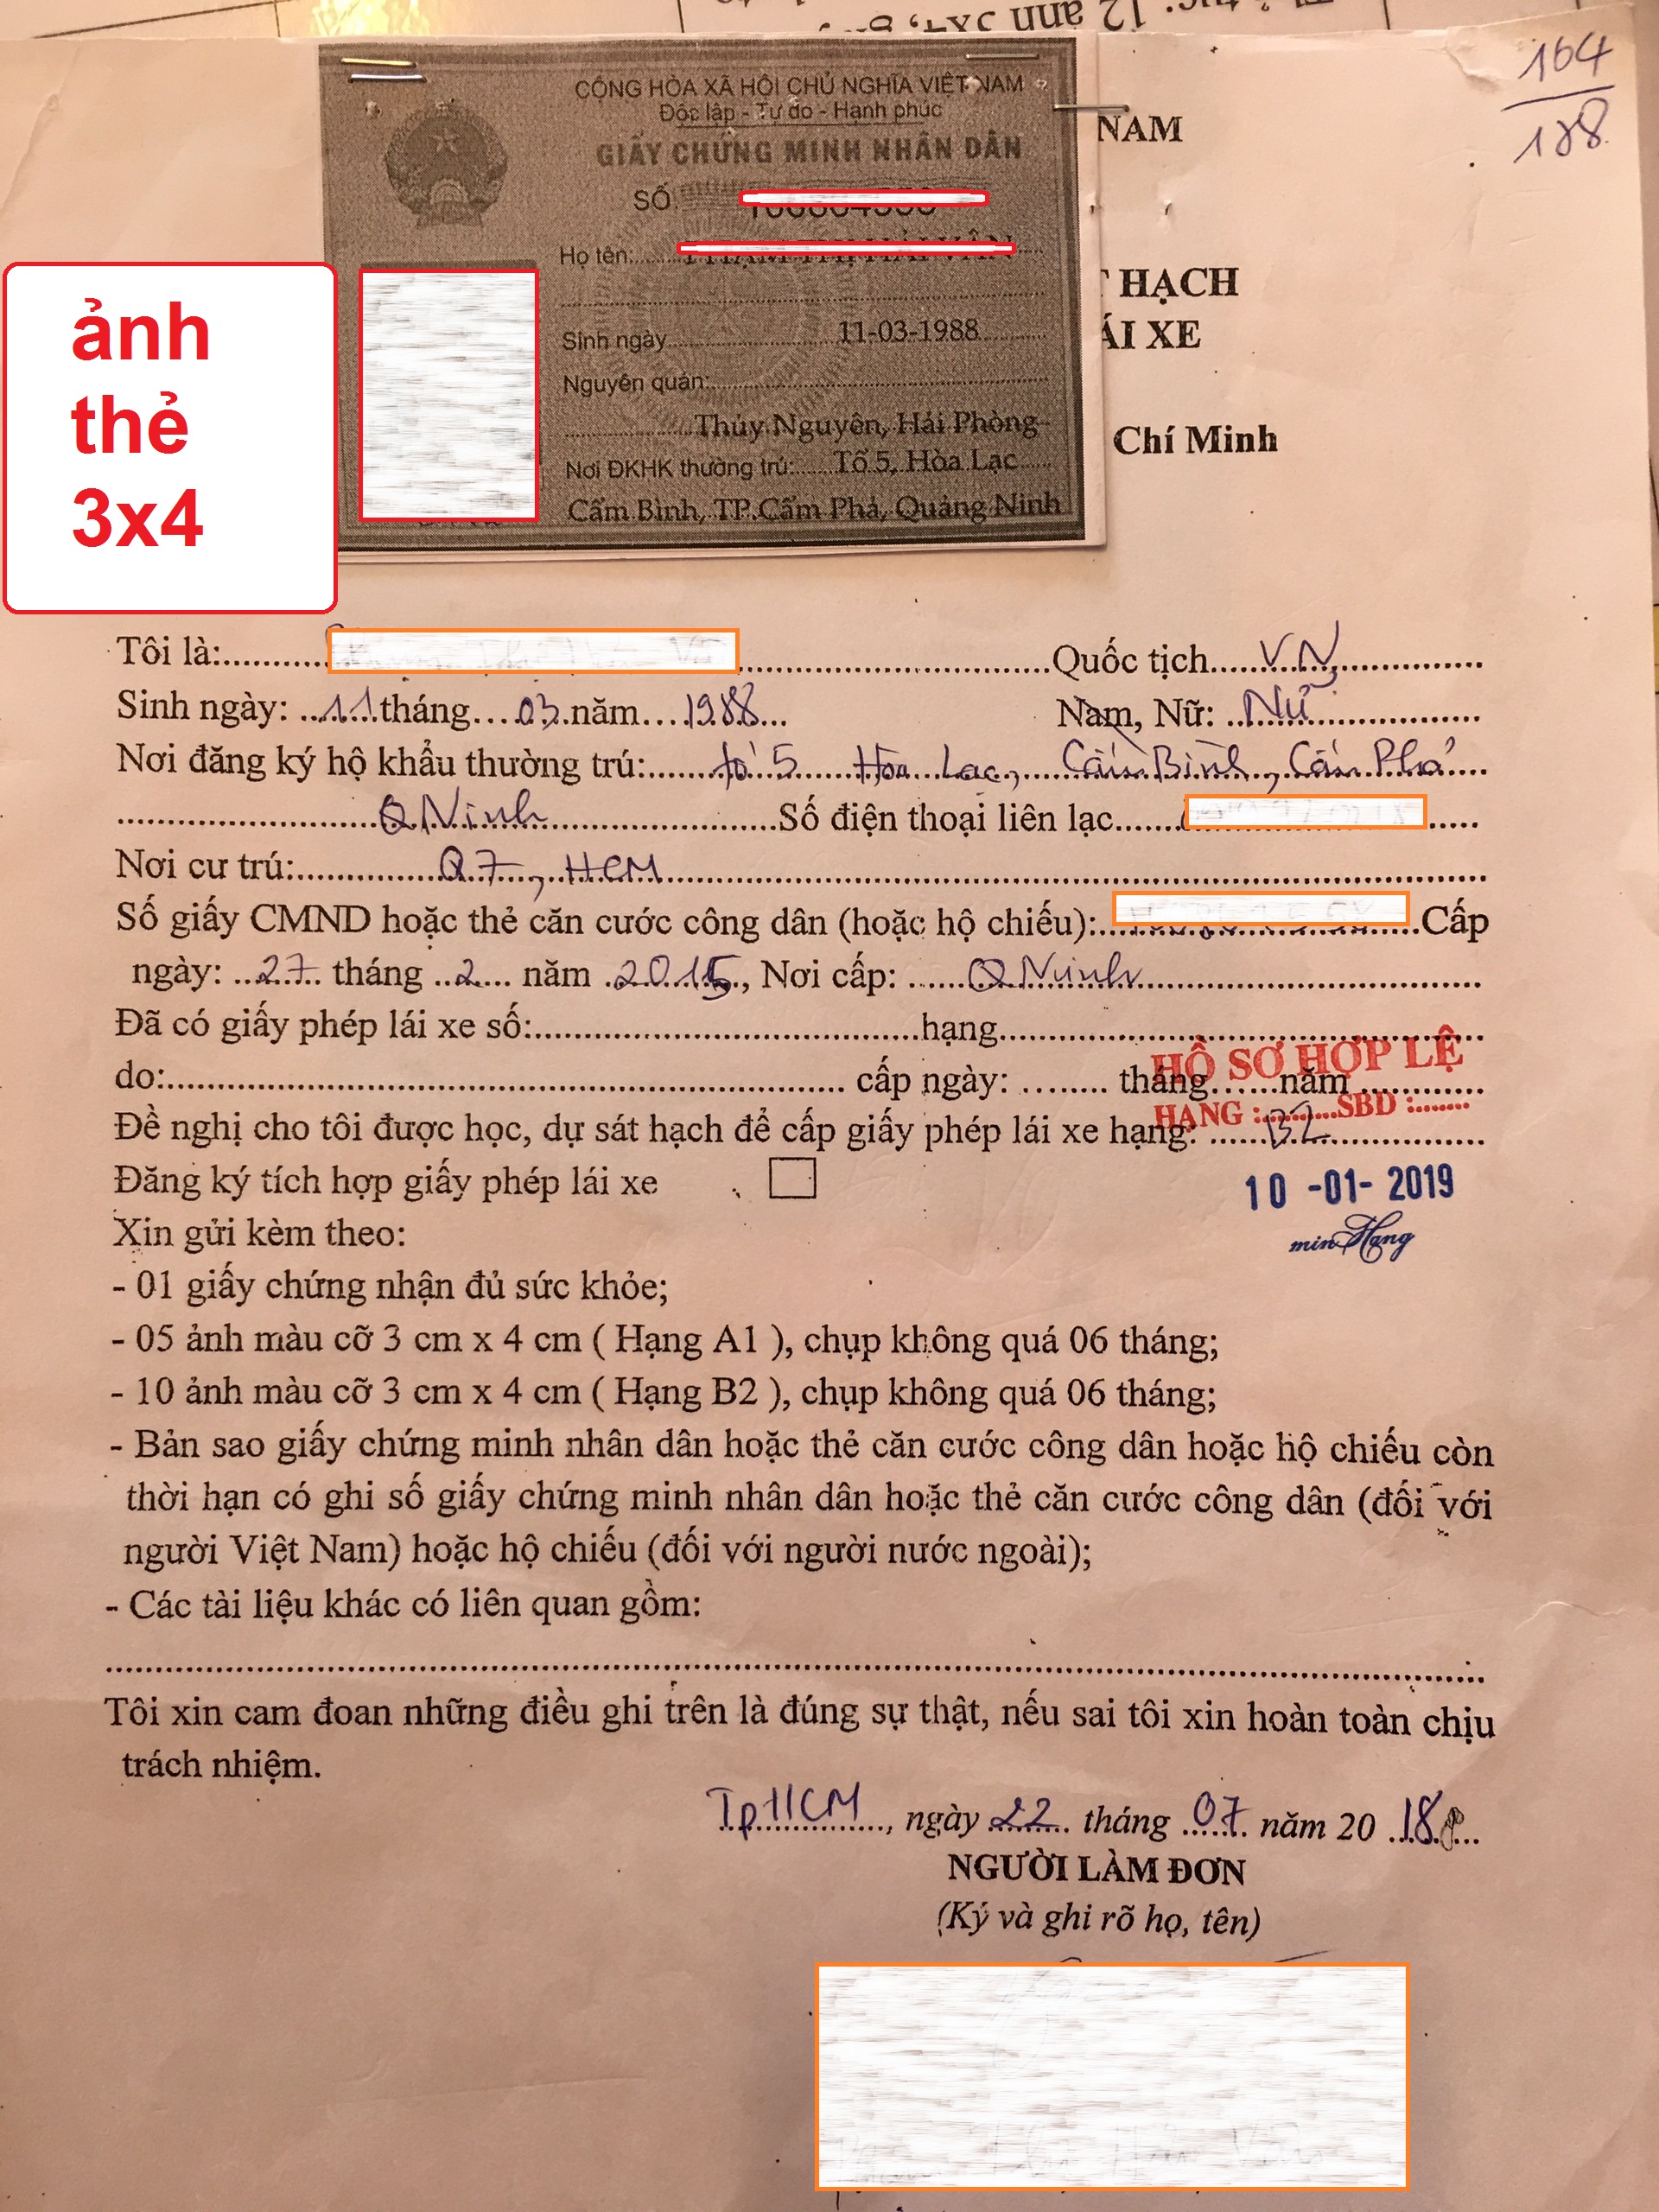 164
188
CỘNG HÒA XÃ HỘI CHỦ NGHĨA VIỆT NAM
Độc lập - Tự do - Hạnh phúc
GIẤY CHỨNG MINH NHÂN DÂN
SỐ
Họ tên:
Sinh ngày 11-03-1988
Nguyên quán:
Thủy Nguyên, Hải Phòng
Nơi ĐKHK thường trú: Tổ 5, Hòa Lạc
Cẩm Bình, TP.Cẩm Phả, Quảng Ninh
NAM
HẠCH
ÁI XE
Chí Minh
ảnh
thẻ
3x4
Tôi là: Quốc tịch VN
Sinh ngày: 11 tháng 03 năm 1988 Nam, Nữ: Nữ
Nơi đăng ký hộ khẩu thường trú: tổ 5 Hòa Lạc, Cẩm Bình, Cẩm Phả
QNinh Số điện thoại liên lạc
Nơi cư trú: Q7, HCM
Số giấy CMND hoặc thẻ căn cước công dân (hoặc hộ chiếu): Cấp
ngày: 27 tháng 2 năm 2015, Nơi cấp: QNinh
Đã có giấy phép lái xe số: hạng
HỒ SƠ HỢP LỆ
do: cấp ngày: tháng năm
HẠNG : SBD :
Đề nghị cho tôi được học, dự sát hạch để cấp giấy phép lái xe hạng: B2
Đăng ký tích hợp giấy phép lái xe
10 -01- 2019
Xin gửi kèm theo:
minHang
- 01 giấy chứng nhận đủ sức khỏe;
- 05 ảnh màu cỡ 3 cm x 4 cm ( Hạng A1 ), chụp không quá 06 tháng;
- 10 ảnh màu cỡ 3 cm x 4 cm ( Hạng B2 ), chụp không quá 06 tháng;
- Bản sao giấy chứng minh nhân dân hoặc thẻ căn cước công dân hoặc hộ chiếu còn
thời hạn có ghi số giấy chứng minh nhân dân hoặc thẻ căn cước công dân (đối với
người Việt Nam) hoặc hộ chiếu (đối với người nước ngoài);
- Các tài liệu khác có liên quan gồm:
Tôi xin cam đoan những điều ghi trên là đúng sự thật, nếu sai tôi xin hoàn toàn chịu
trách nhiệm.
Tp HCM, ngày 22 tháng 07 năm 20 18
NGƯỜI LÀM ĐƠN
(Ký và ghi rõ họ, tên)